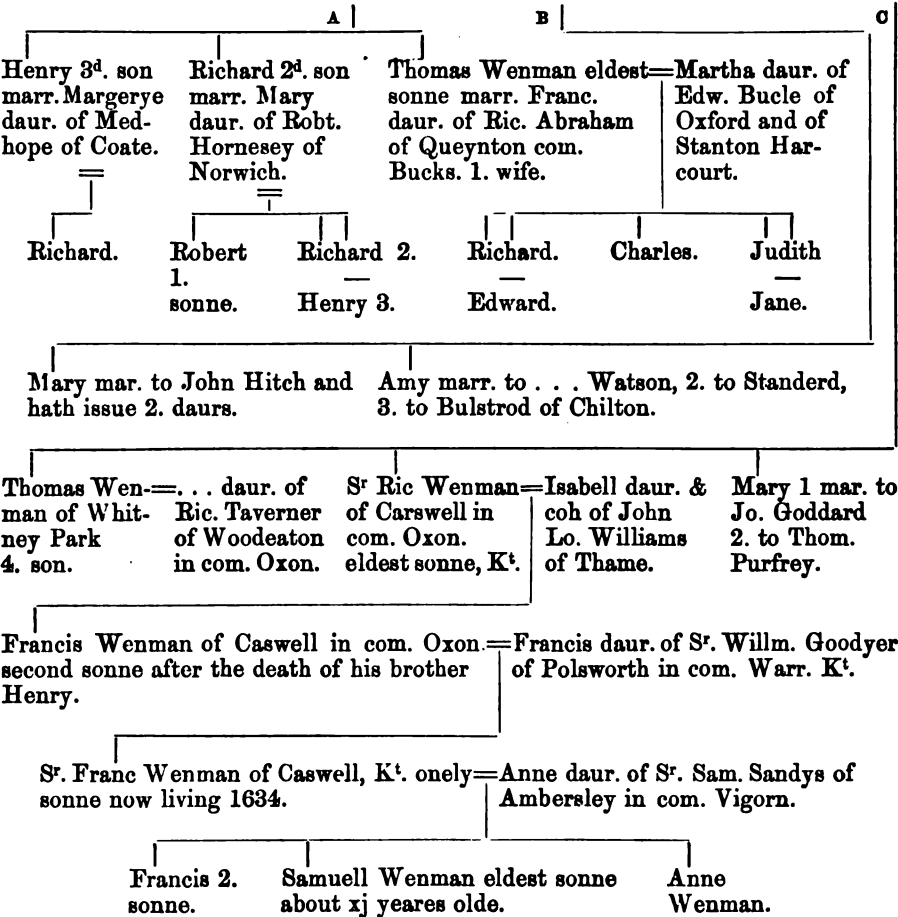 A B C
Henry 3d. son
marr. Margerye
daur. of Med-
hope of Coate.
Richard 2d. son
marr. Mary
daur. of Robt.
Hornesey of
Norwich.
Thomas Wenman eldest=Martha daur. of
sonne marr. Franc.
daur. of Ric. Abraham
of Queynton com.
Bucks. 1. wife.
Edw. Bucle of
Oxford and of
Stanton Har-
court.
Richard.
Robert
1.
sonne.
Richard 2.
—
Henry 3.
Richard.
—
Edward.
Charles.
Judith
—
Jane.
Mary mar. to John Hitch and
hath issue 2. daurs.
Amy marr. to . . . Watson, 2. to Standerd,
3. to Bulstrod of Chilton.
Thomas Wen-=. . . daur. of
man of Whit-
ney Park
4. son.
Ric. Taverner
of Woodeaton
in com. Oxon.
Sr Ric Wenman=Isabell daur. &
of Carswell in
com. Oxon.
eldest sonne, Kt.
coh of John
Lo. Williams
of Thame.
Mary 1 mar. to
Jo. Goddard
2. to Thom.
Purfrey.
Francis Wenman of Caswell in com. Oxon.=Francis daur. of Sr. Willm. Goodyer
second sonne after the death of his brother
Henry.
of Polsworth in com. Warr. Kt.
Sr. Franc Wenman of Caswell, Kt. onely=Anne daur. of Sr. Sam. Sandys of
sonne now living 1634.
Ambersley in com. Vigorn.
Francis 2.
sonne.
Samuell Wenman eldest sonne
about xj yeares olde.
Anne
Wenman.